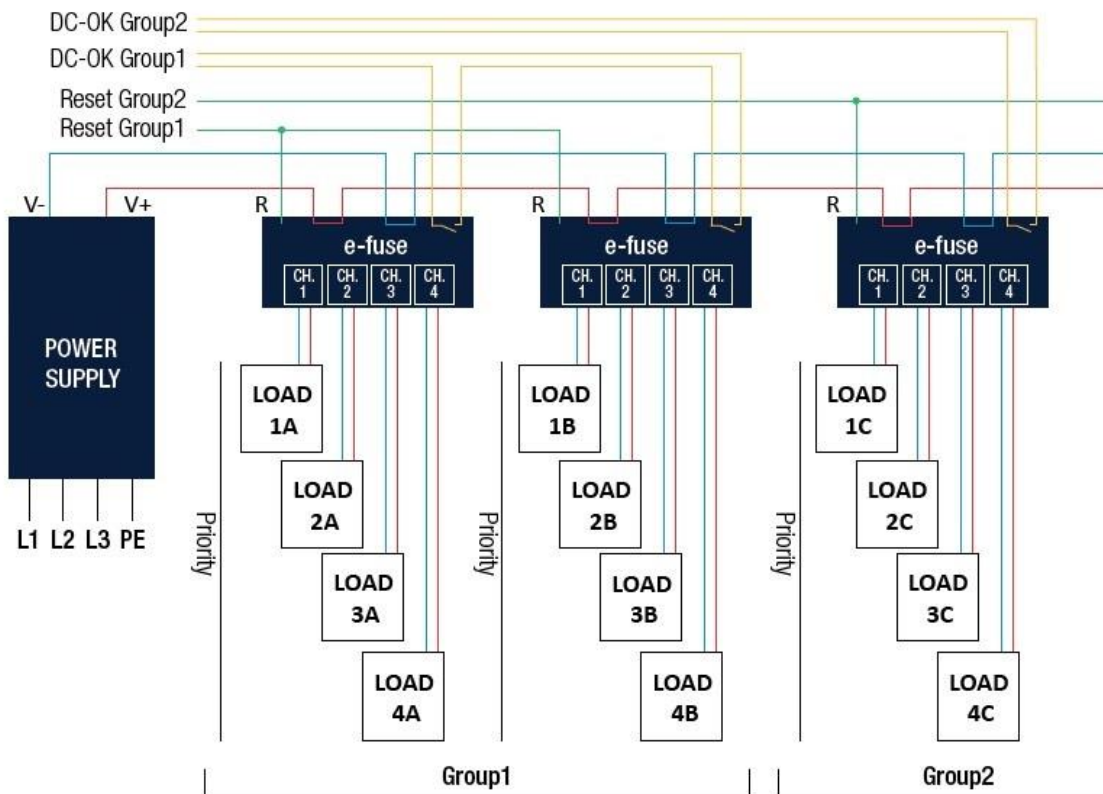 DC-OK Group2
DC-OK Group1
Reset Group2
Reset Group1
V- V+ R R R
e-fuse e-fuse e-fuse
CH. 1 CH. 2 CH. 3 CH. 4 CH. 1 CH. 2 CH. 3 CH. 4 CH. 1 CH. 2 CH. 3 CH. 4
POWER
SUPPLY
L1 L2 L3 PE
Priority
LOAD
1A
LOAD
2A
LOAD
3A
LOAD
4A
Priority
LOAD
1B
LOAD
2B
LOAD
3B
LOAD
4B
Priority
LOAD
1C
LOAD
2C
LOAD
3C
LOAD
4C
Group1 Group2